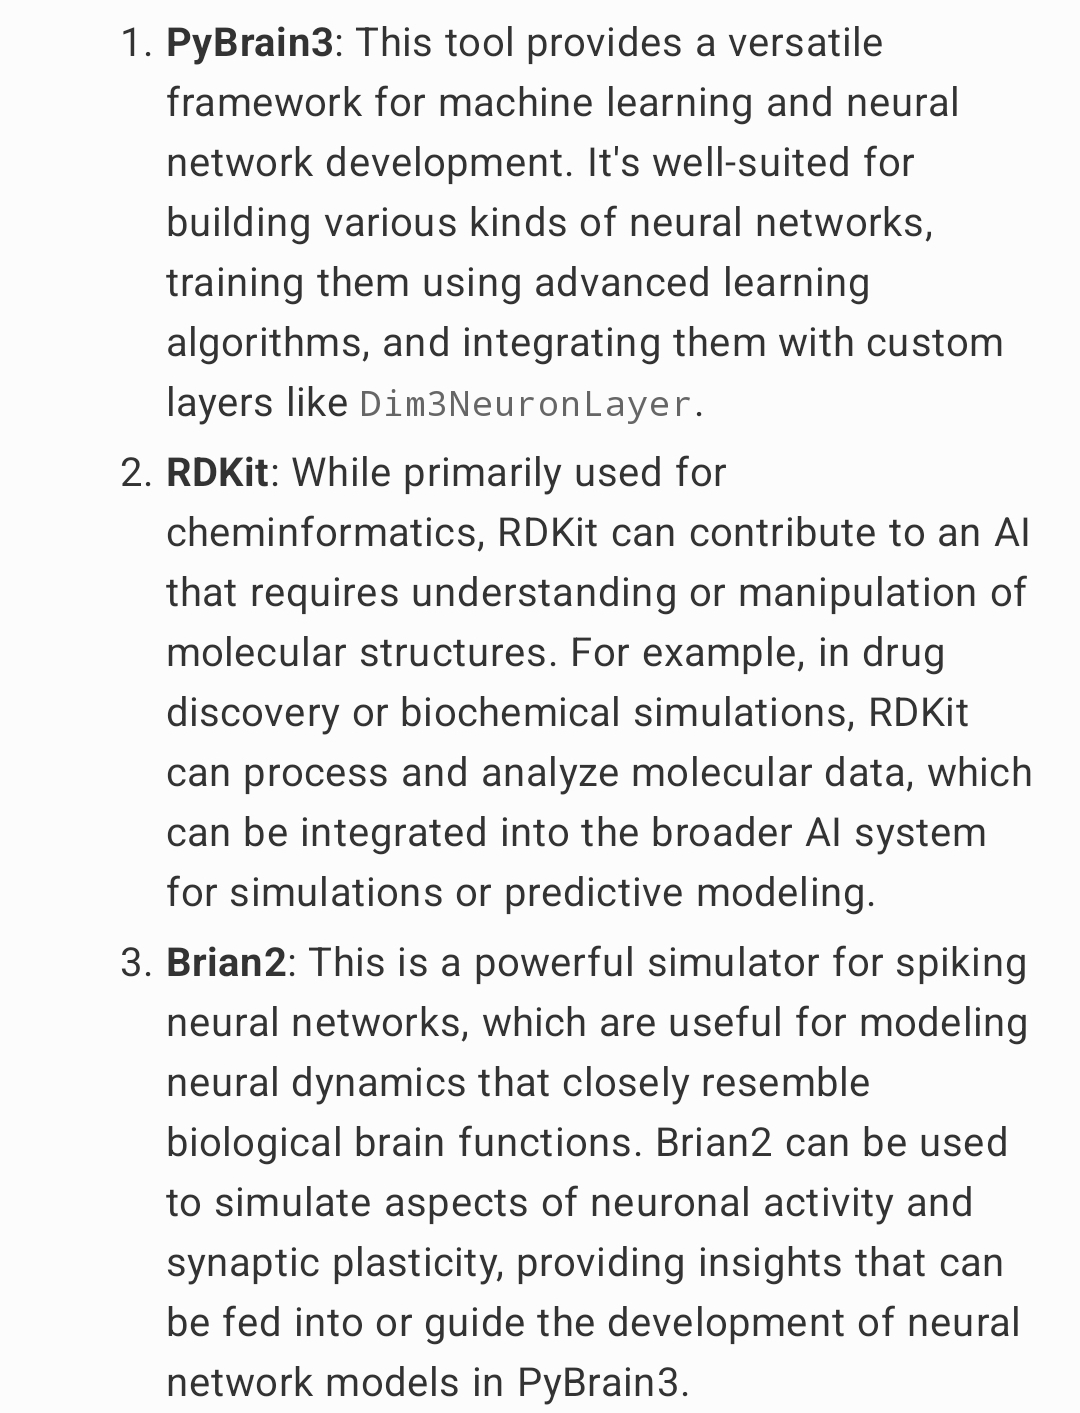 1. PyBrain3: This tool provides a versatile
framework for machine learning and neural
network development. It's well-suited for
building various kinds of neural networks,
training them using advanced learning
algorithms, and integrating them with custom
layers like Dim3NeuronLayer.
2. RDKit: While primarily used for
cheminformatics, RDKit can contribute to an AI
that requires understanding or manipulation of
molecular structures. For example, in drug
discovery or biochemical simulations, RDKit
can process and analyze molecular data, which
can be integrated into the broader AI system
for simulations or predictive modeling.
3. Brian2: This is a powerful simulator for spiking
neural networks, which are useful for modeling
neural dynamics that closely resemble
biological brain functions. Brian2 can be used
to simulate aspects of neuronal activity and
synaptic plasticity, providing insights that can
be fed into or guide the development of neural
network models in PyBrain3.